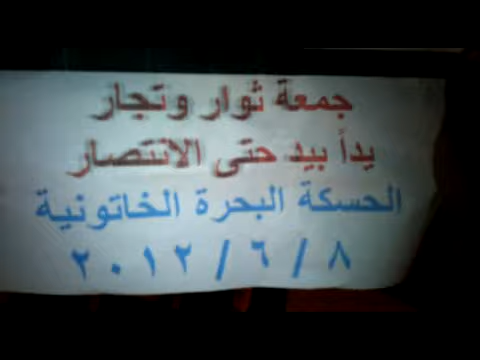 جمعة ثوار وتجار
يداً بيد حتى الانتصار
الحسكة البحرة الخاتونية
٨ / ٦ / ٢٠١٢